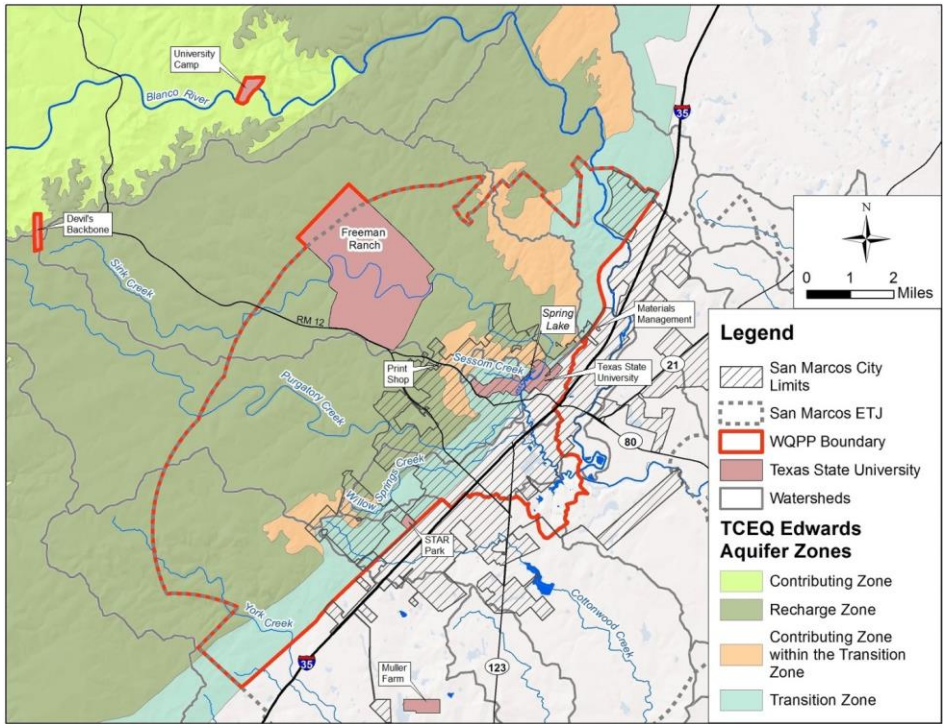 University
Camp
Blanco River
35
Devil's
Backbone
Freeman
Ranch
Sink Creek
N
0 1 2
Miles
RM 12
Spring
Lake
Materials
Management
Sessom Creek
Print
Shop
Texas State
University
21
Purgatory Creek
80
Willow
Springs Creek
STAR
Park
York
Creek
Cottonwood Creek
35
123
Muller
Farm
Legend
San Marcos City
Limits
San Marcos ETJ
WQPP Boundary
Texas State University
Watersheds
TCEQ Edwards
Aquifer Zones
Contributing Zone
Recharge Zone
Contributing Zone
within the Transition
Zone
Transition Zone